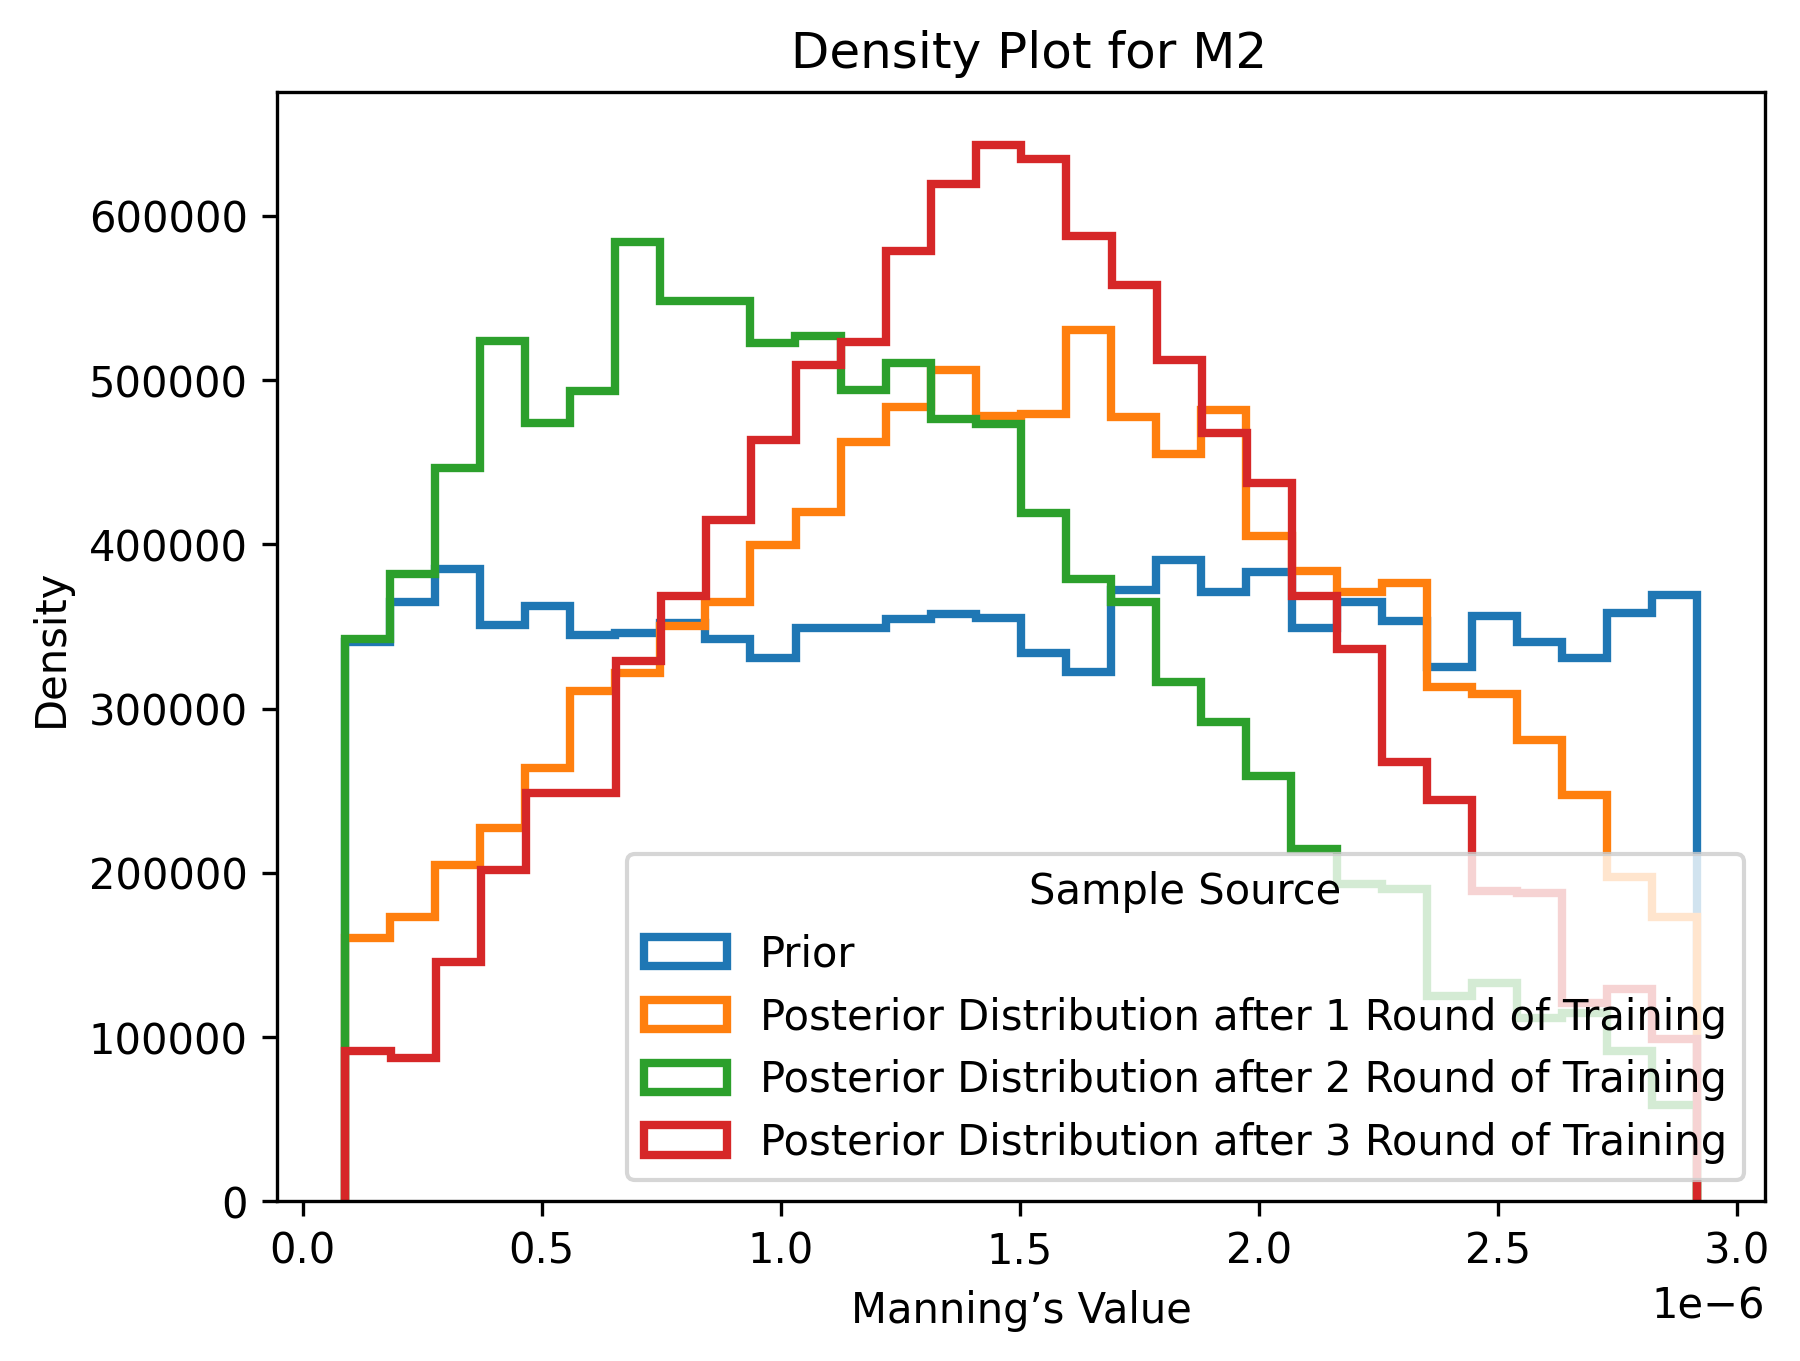 Density Plot for M2
600000
500000
400000
300000
200000
100000
0
Density
0.0 0.5 1.0 1.5 2.0 2.5 3.0
1e−6
Manning’s Value
Sample Source
Prior
Posterior Distribution after 1 Round of Training
Posterior Distribution after 2 Round of Training
Posterior Distribution after 3 Round of Training